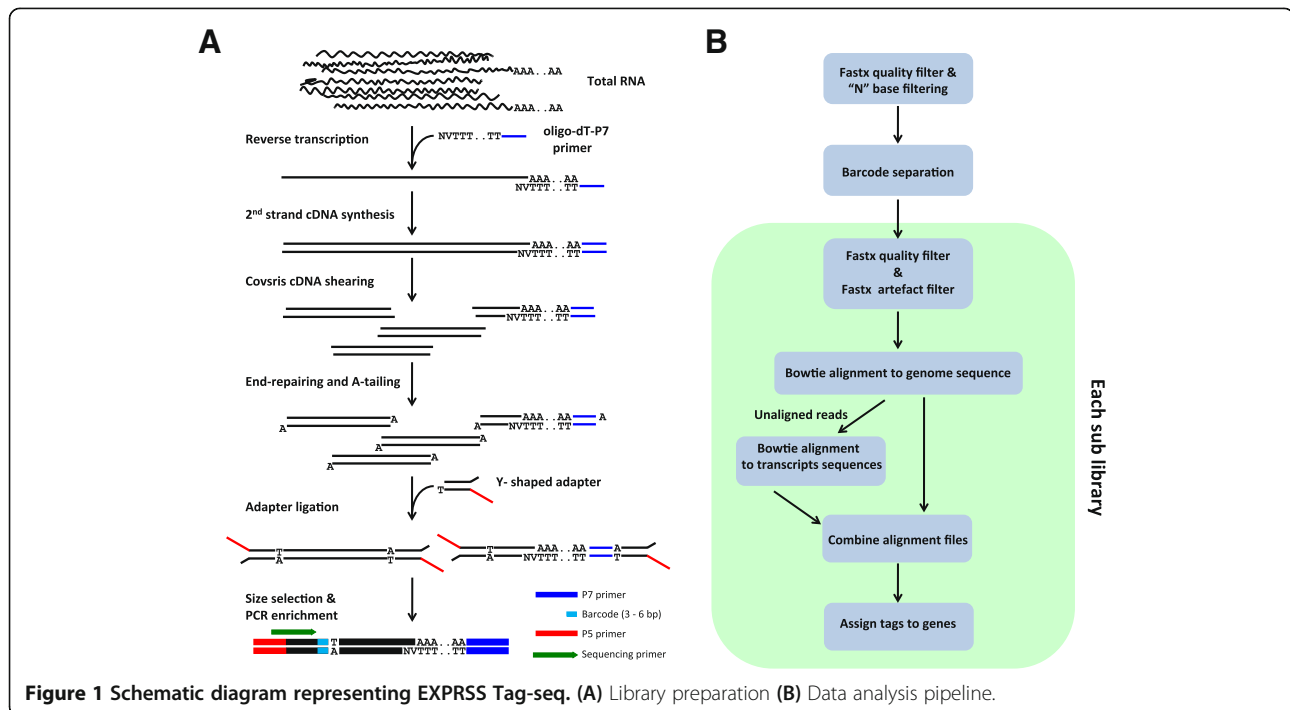 A
Total RNA
AAA..AA
AAA..AA
Reverse transcription
NVTTT..TT
oligo-dT-P7
primer
AAA..AA
NVTTT..TT
2nd strand cDNA synthesis
AAA..AA
NVTTT..TT
Covsris cDNA shearing
AAA..AA
NVTTT..TT
End-repairing and A-tailing
A
A
A
A
A
A
AAA..AA
A
A
NVTTT..TT
Adapter ligation
T
Y- shaped adapter
T
A
A
T
T
AAA..AA
A
A
NVTTT..TT
T
Size selection &
PCR enrichment
T
AAA..AA
A
NVTTT..TT
P7 primer
Barcode (3 - 6 bp)
P5 primer
Sequencing primer
B
Fastx quality filter &
"N" base filtering
Barcode separation
Fastx quality filter
&
Fastx artefact filter
Bowtie alignment to genome sequence
Unaligned reads
Bowtie alignment
to transcripts sequences
Combine alignment files
Assign tags to genes
Each sub library
Figure 1 Schematic diagram representing EXPRSS Tag-seq. (A) Library preparation (B) Data analysis pipeline.